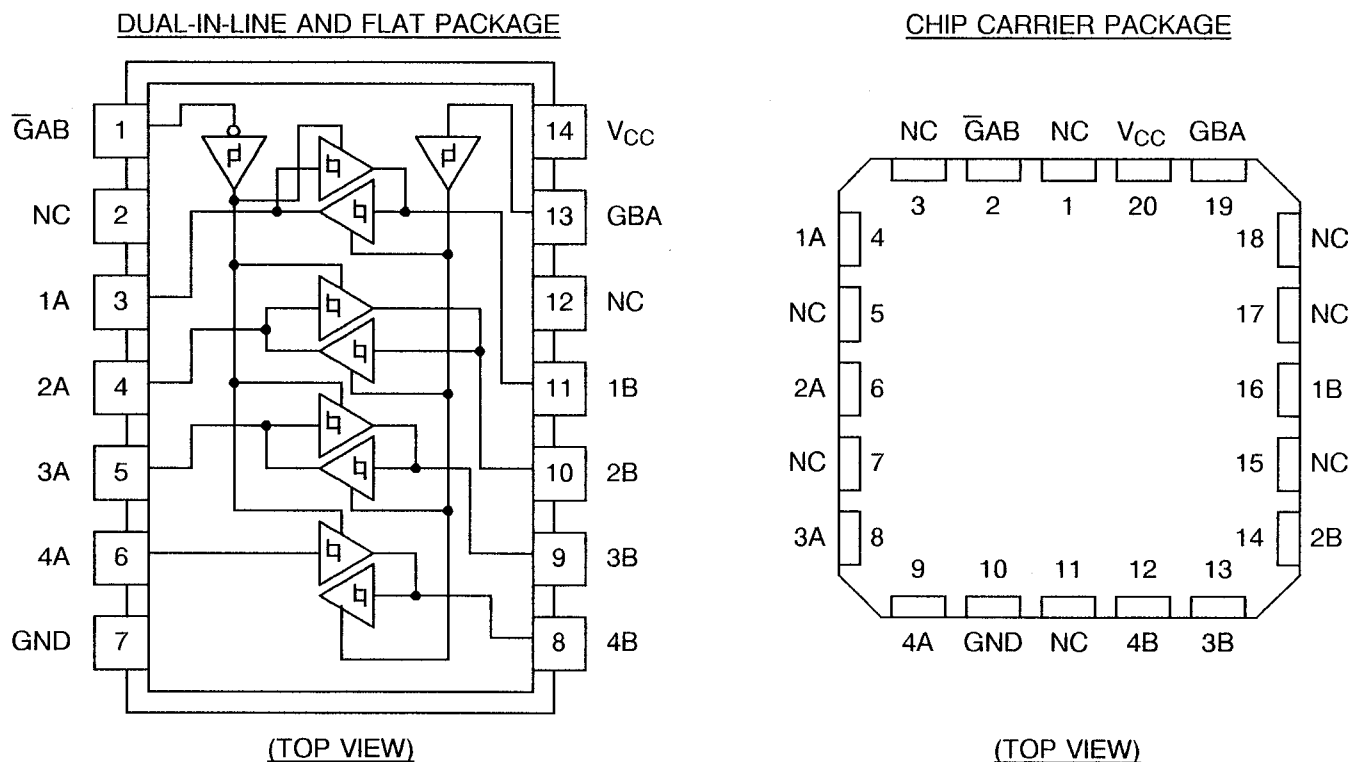 DUAL-IN-LINE AND FLAT PACKAGE
G̅AB 1 14 VCC
NC 2 13 GBA
1A 3 12 NC
2A 4 11 1B
3A 5 10 2B
4A 6 9 3B
GND 7 8 4B
(TOP VIEW)
CHIP CARRIER PACKAGE
NC G̅AB NC VCC GBA
3 2 1 20 19
1A 4 18 NC
NC 5 17 NC
2A 6 16 1B
NC 7 15 NC
3A 8 14 2B
9 10 11 12 13
4A GND NC 4B 3B
(TOP VIEW)